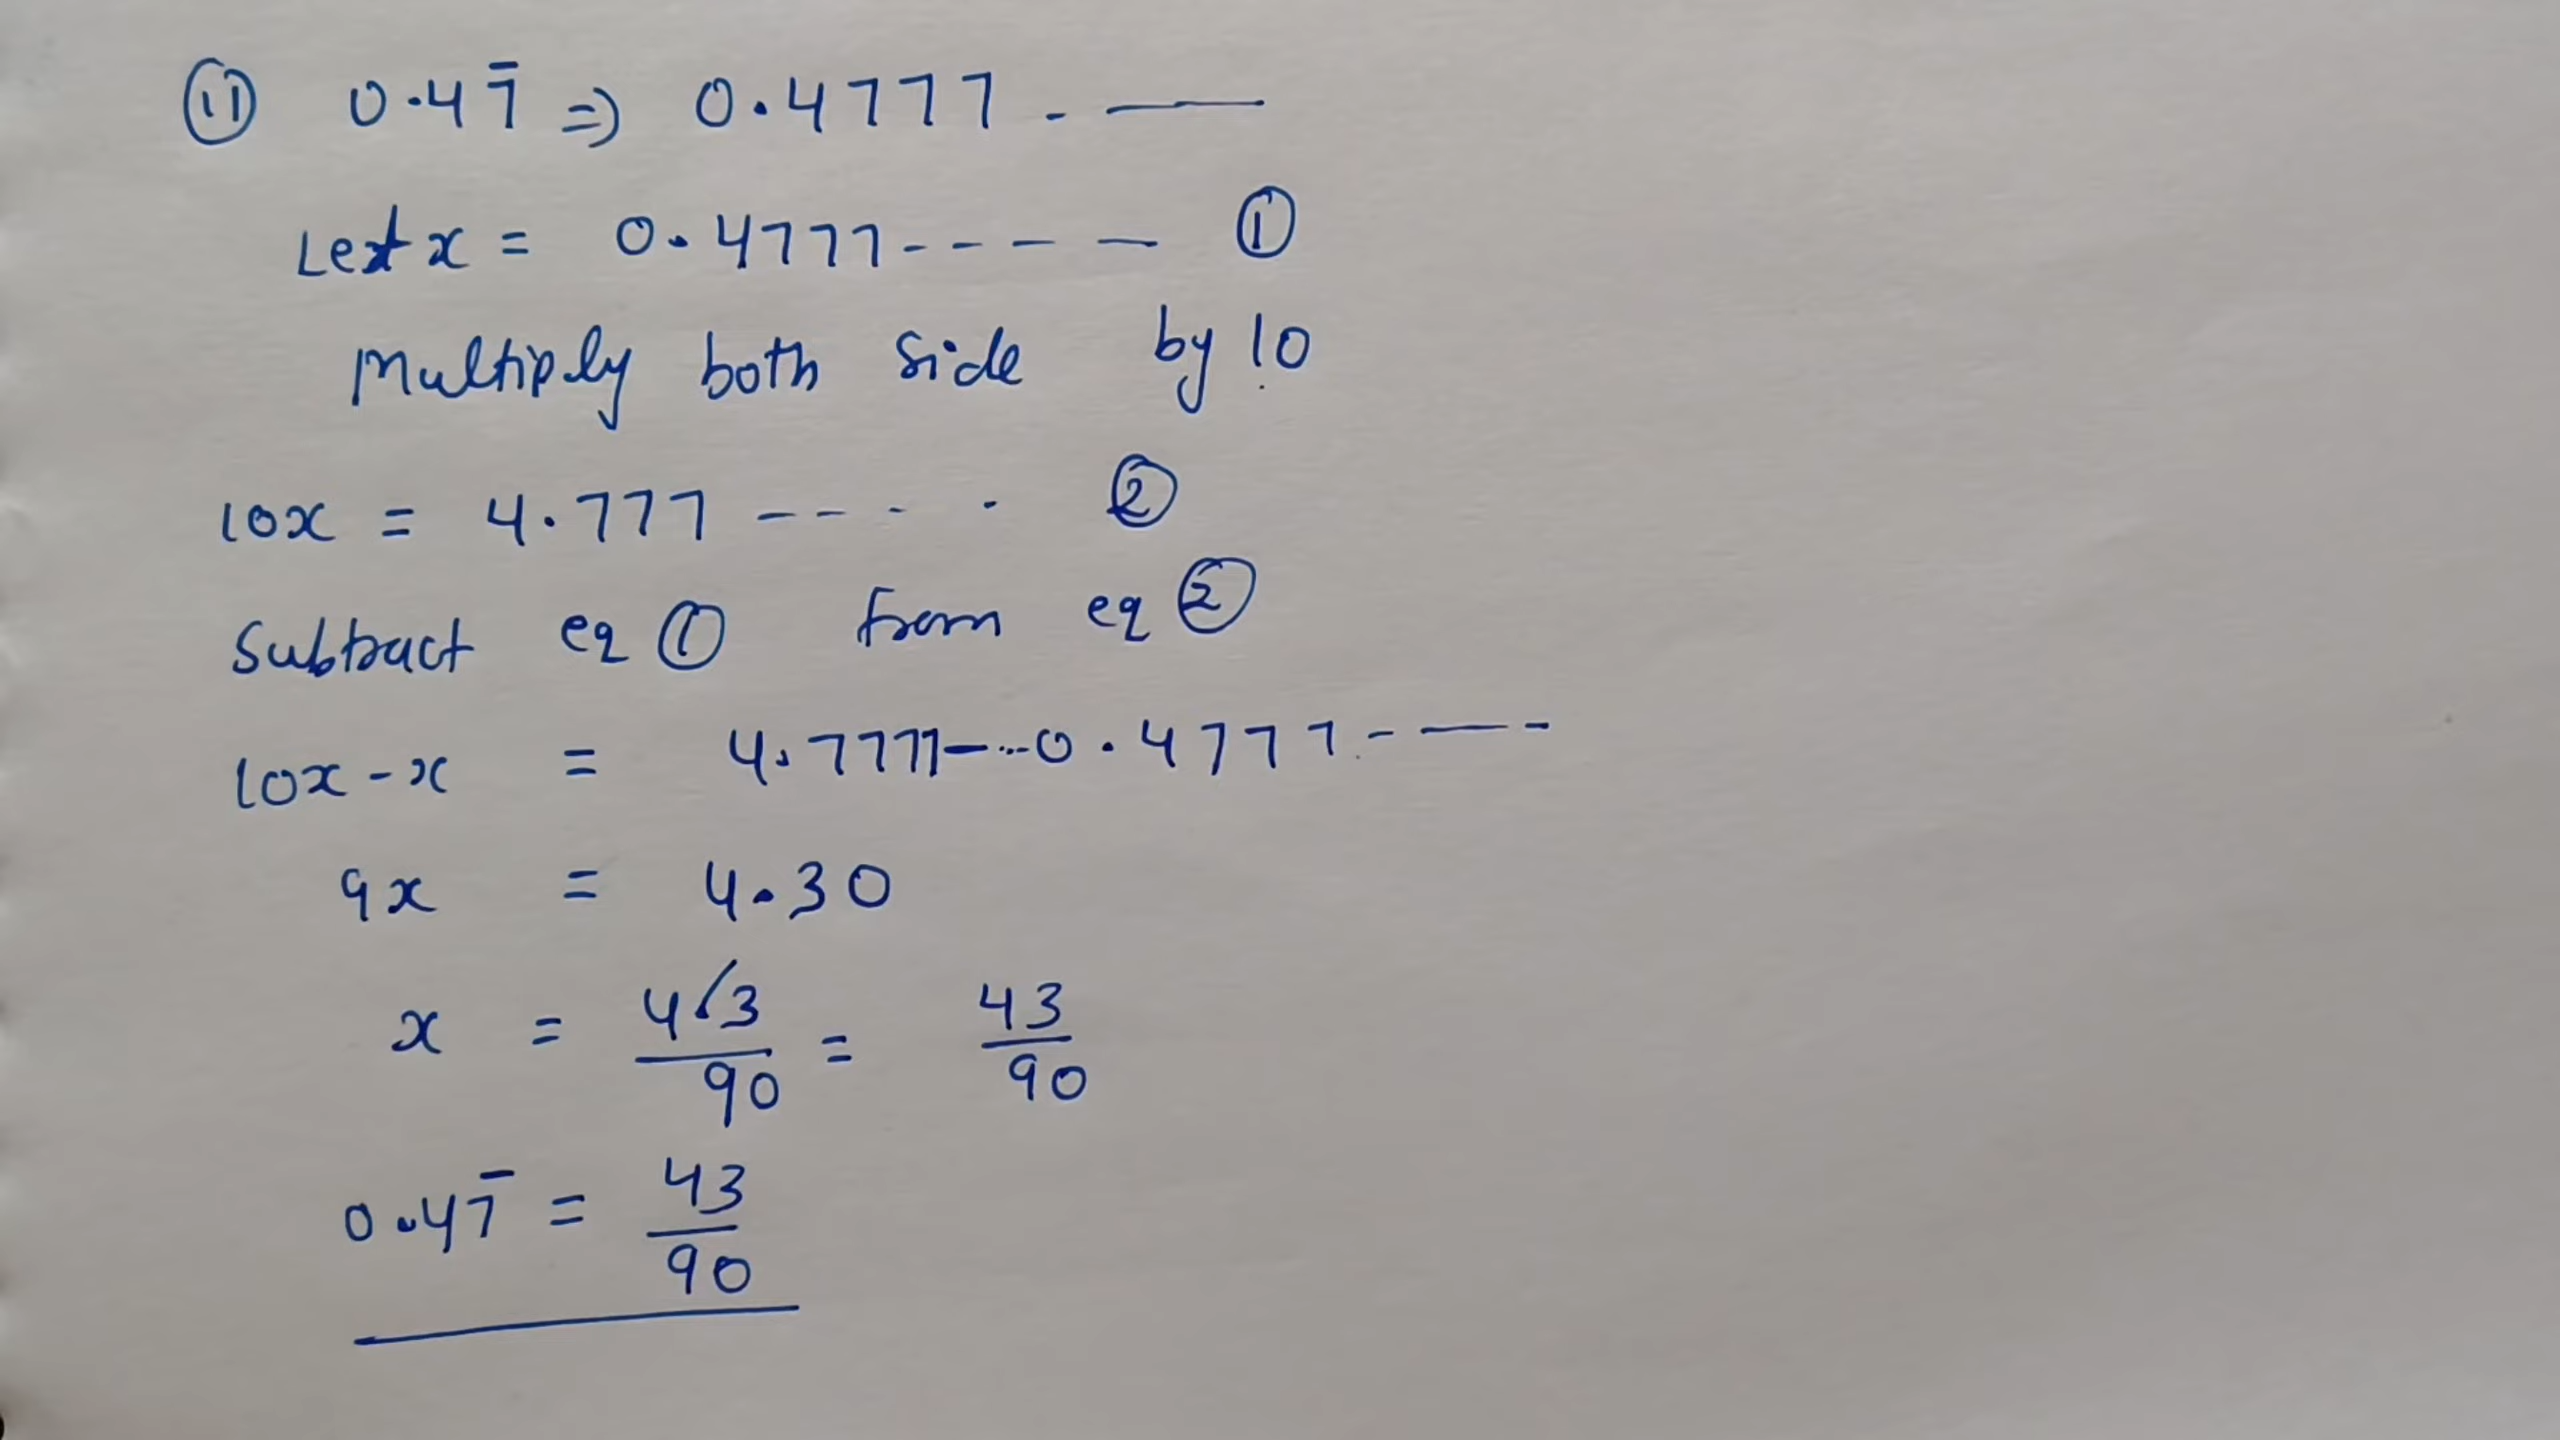 (ii) 0.47̄ => 0.4777 - —
Let x = 0.4777 - - - - — ①
Multiply both side by 10
10x = 4.777 - - - - · ②
Subtract eq ① from eq ②
10x - x = 4.7777 — ... 0.4777 - — -
9x = 4.30
x = 4.3/90 = 43/90
0.47̄ = 43/90